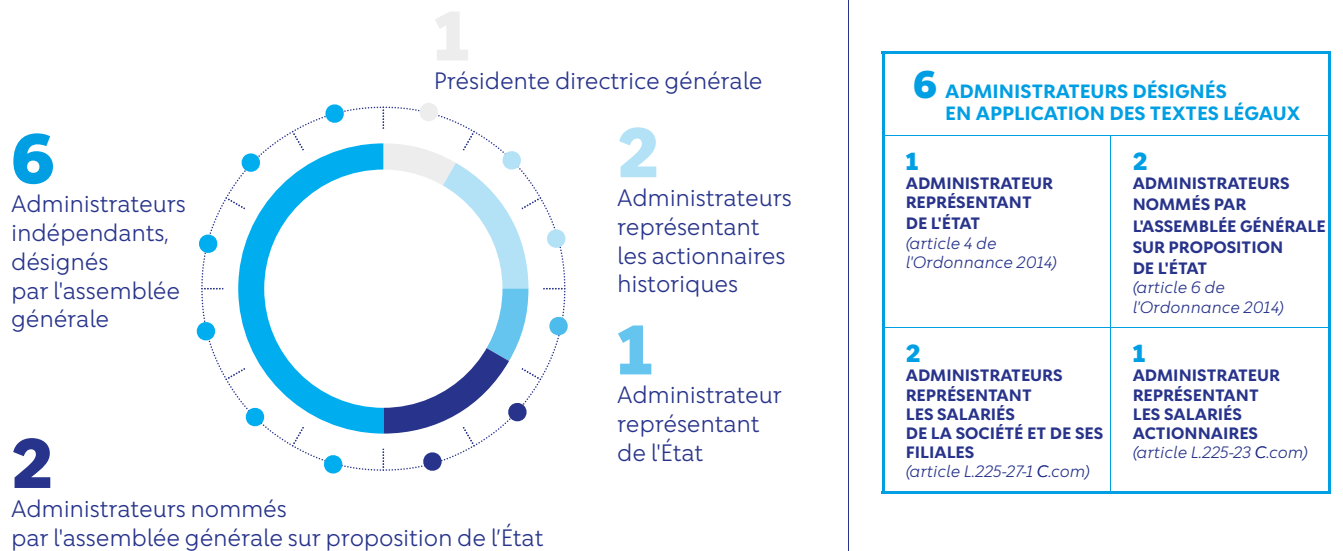 1
Présidente directrice générale
6
Administrateurs
indépendants,
désignés
par l'assemblée
générale
2
Administrateurs
représentant
les actionnaires
historiques
1
Administrateur
représentant
de l'État
2
Administrateurs nommés
par l'assemblée générale sur proposition de l'État
6 ADMINISTRATEURS DÉSIGNÉS
EN APPLICATION DES TEXTES LÉGAUX
1
ADMINISTRATEUR
REPRÉSENTANT
DE L'ÉTAT
(article 4 de
l'Ordonnance 2014)
2
ADMINISTRATEURS
NOMMÉS PAR
L'ASSEMBLÉE GÉNÉRALE
SUR PROPOSITION
DE L'ÉTAT
(article 6 de
l'Ordonnance 2014)
2
ADMINISTRATEURS
REPRÉSENTANT
LES SALARIÉS
DE LA SOCIÉTÉ ET DE SES
FILIALES
(article L.225-27-1 C.com)
1
ADMINISTRATEUR
REPRÉSENTANT
LES SALARIÉS
ACTIONNAIRES
(article L.225-23 C.com)